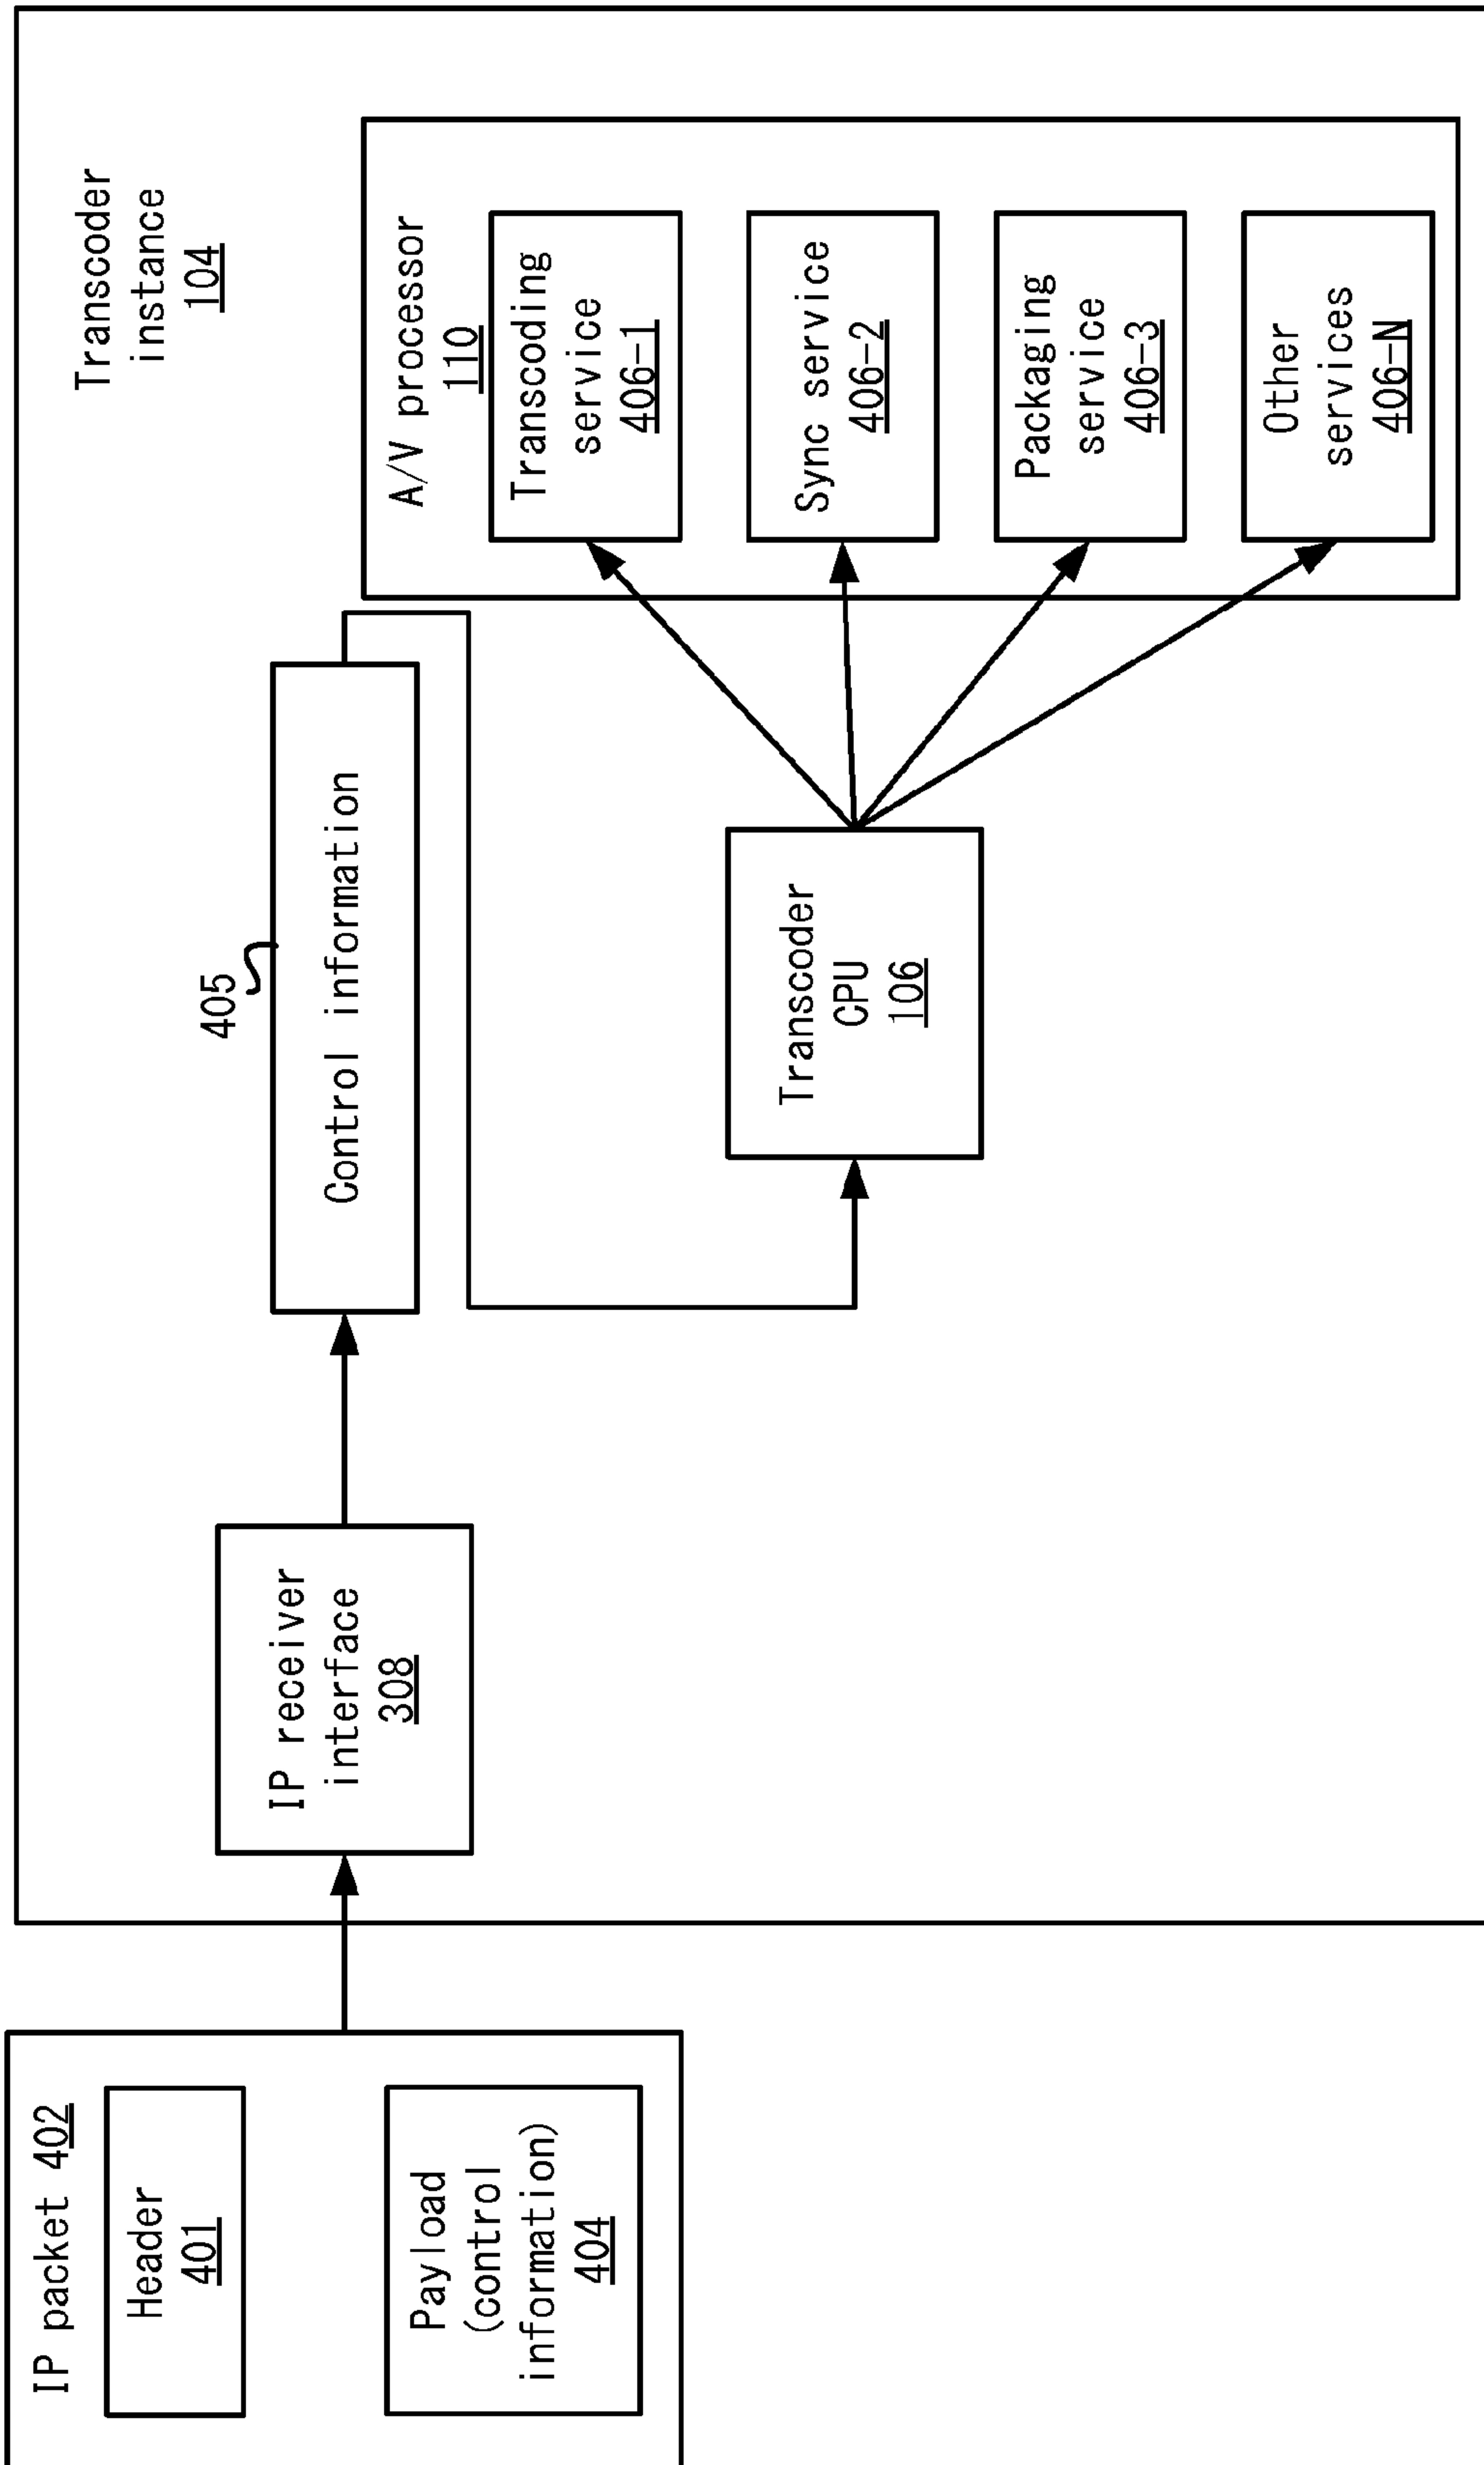 IP packet 402
Header
401
Payload
(control
information)
404
IP receiver
interface
308
405
Control information
Transcoder
CPU
106
Transcoder
instance
104
A/V processor
110
Transcoding
service
406-1
Sync service
406-2
Packaging
service
406-3
Other
services
406-N